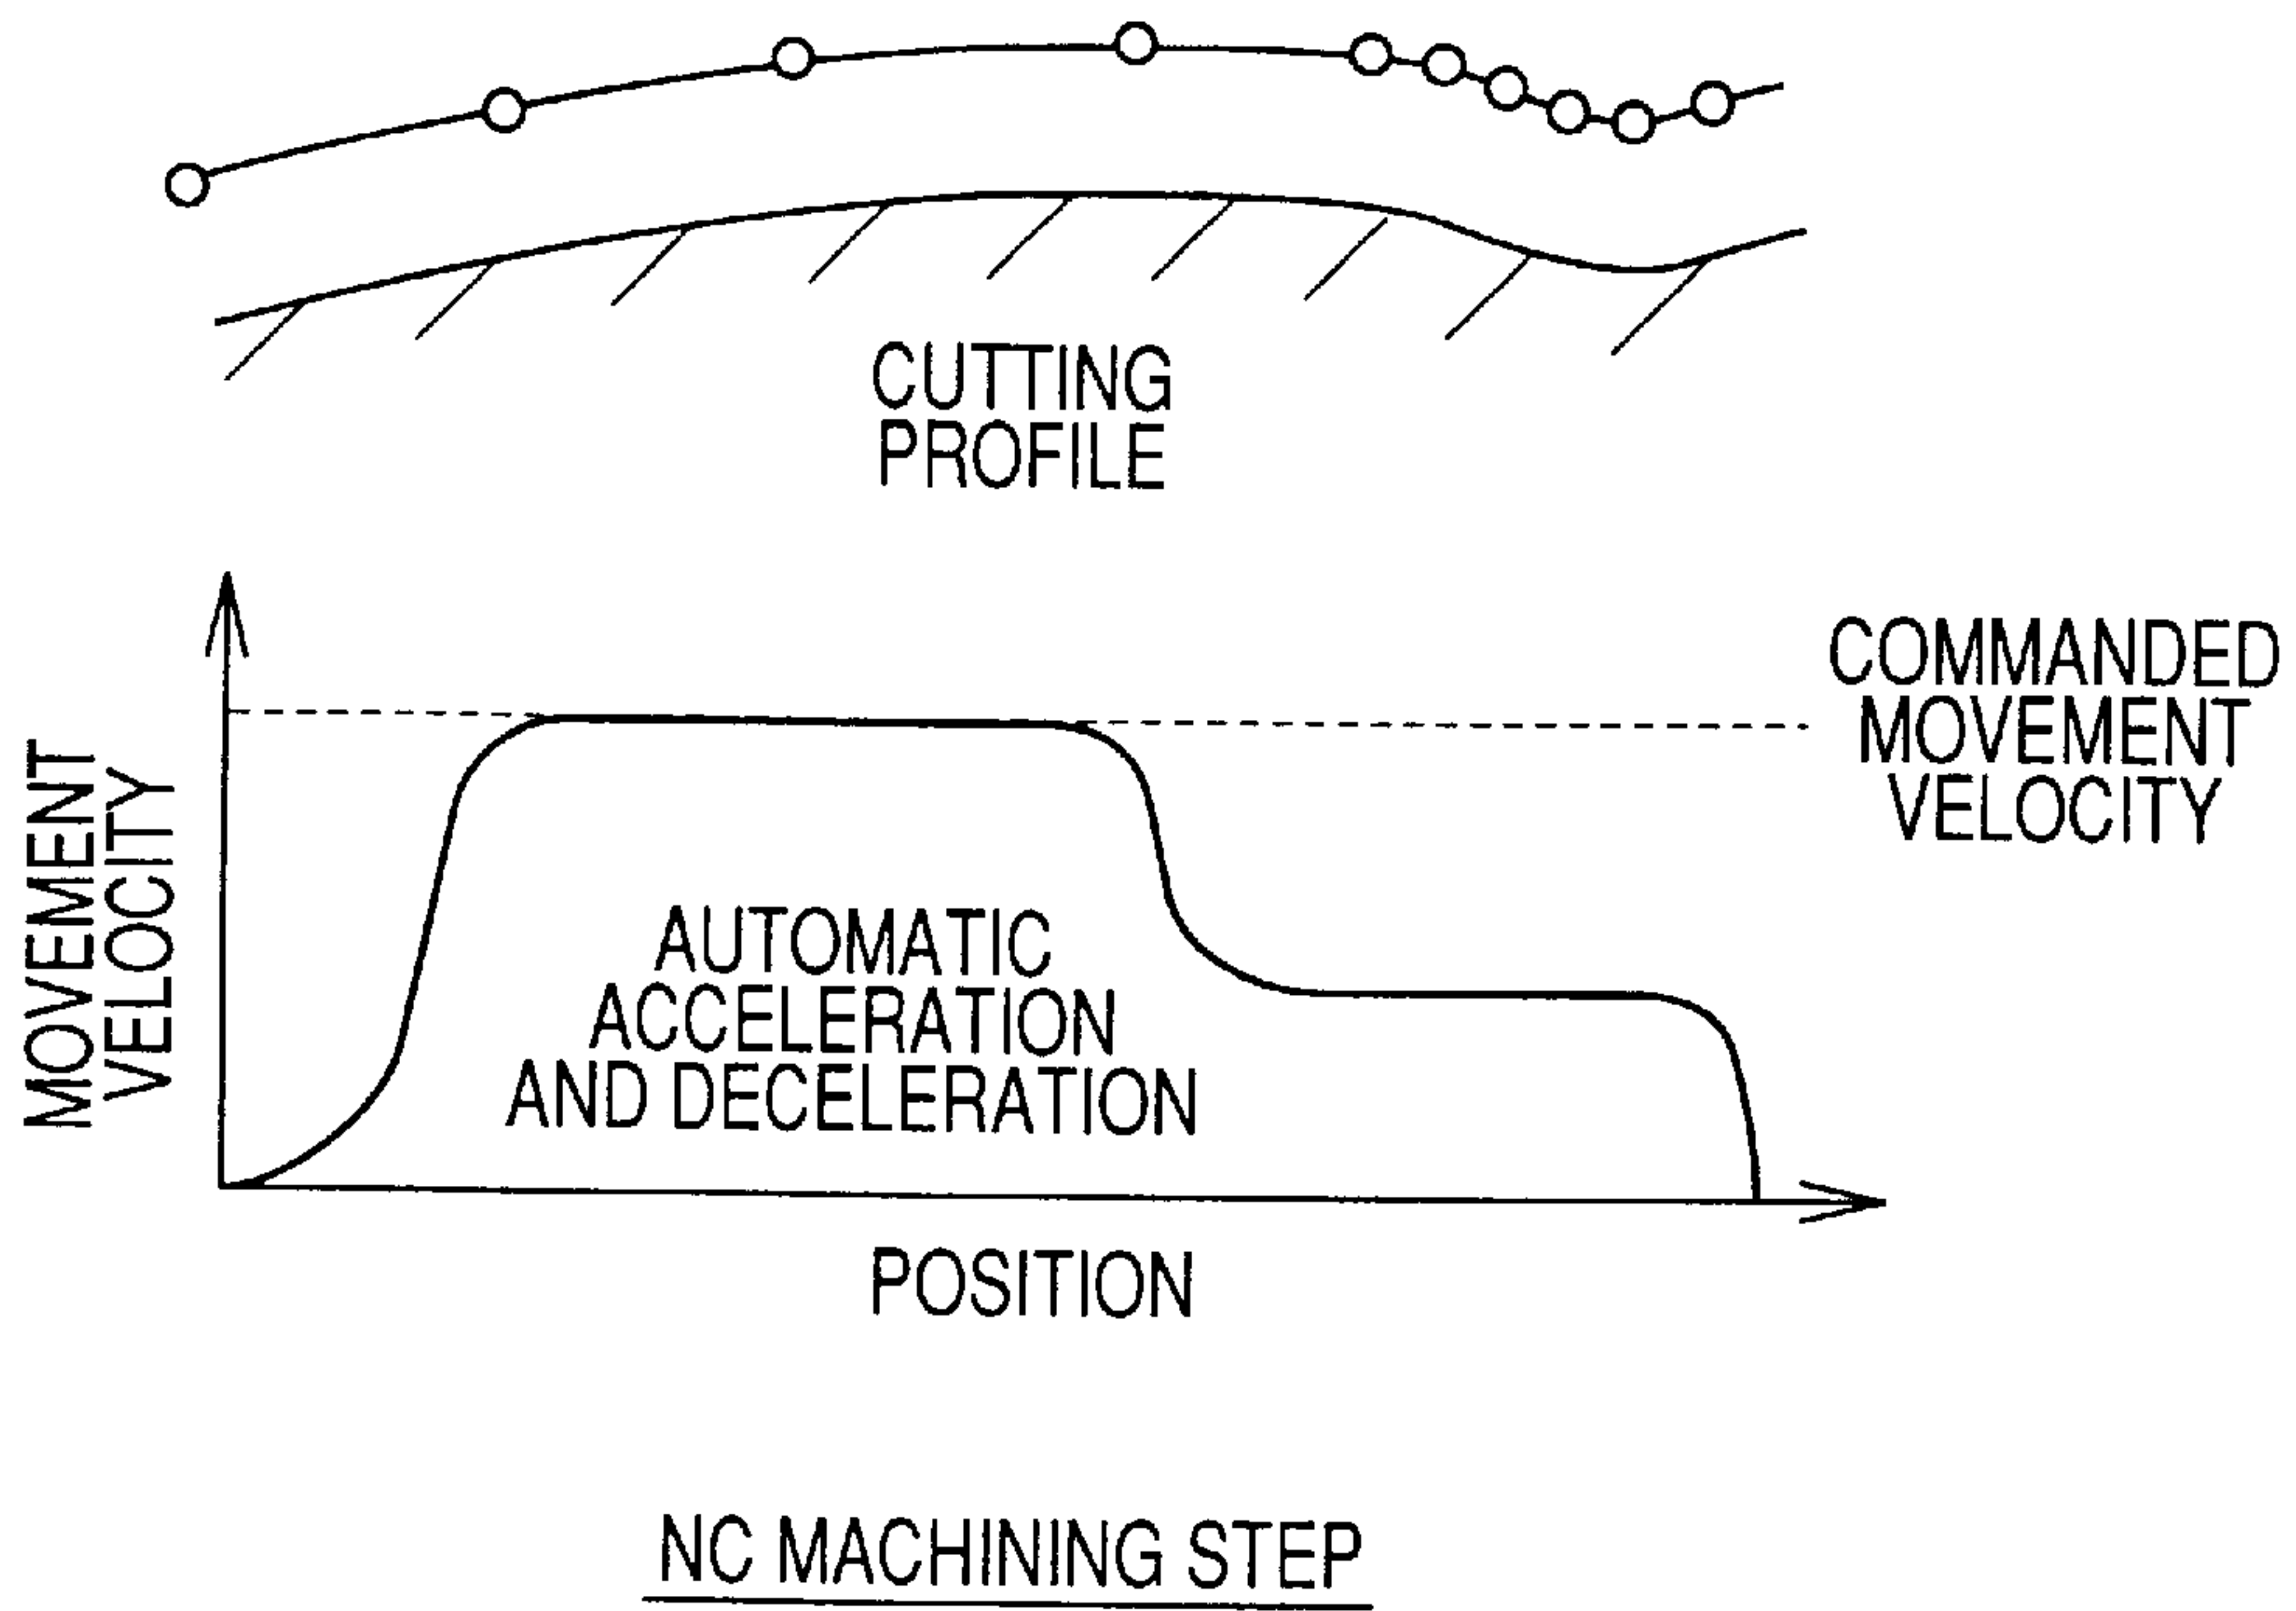 CUTTING
PROFILE
COMMANDED
MOVEMENT
VELOCITY
MOVEMENT
VELOCITY
AUTOMATIC
ACCELERATION
AND DECELERATION
POSITION
NC MACHINING STEP